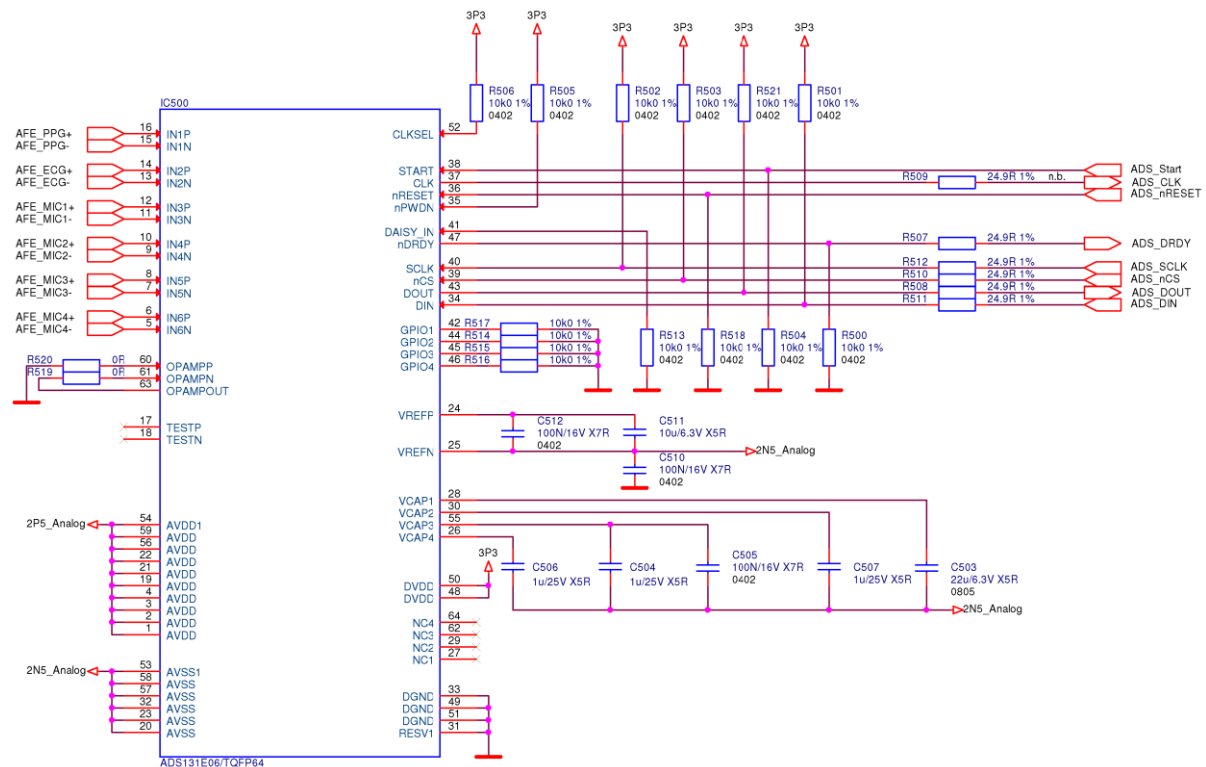 3P3
3P3
3P3
3P3
3P3
3P3
R506
10k0 1%
0402
R505
10k0 1%
0402
R502
10k0 1%
0402
R503
10k0 1%
0402
R521
10k0 1%
0402
R501
10k0 1%
0402
IC500
AFE_PPG+ 16 IN1P
AFE_PPG- 15 IN1N
AFE_ECG+ 14 IN2P
AFE_ECG- 13 IN2N
AFE_MIC1+ 12 IN3P
AFE_MIC1- 11 IN3N
AFE_MIC2+ 10 IN4P
AFE_MIC2- 9 IN4N
AFE_MIC3+ 8 IN5P
AFE_MIC3- 7 IN5N
AFE_MIC4+ 6 IN6P
AFE_MIC4- 5 IN6N
R520 0R 60 OPAMPP
R519 0R 61 OPAMPN
63 OPAMPOUT
17 TESTP
18 TESTN
2P5_Analog 54 AVDD1
59 AVDD
56 AVDD
22 AVDD
21 AVDD
19 AVDD
4 AVDD
3 AVDD
2 AVDD
1 AVDD
2N5_Analog 53 AVSS1
58 AVSS
57 AVSS
32 AVSS
23 AVSS
20 AVSS
CLKSEL 52
START 38 ADS_Start
CLK 37 R509 24.9R 1% n.b. ADS_CLK
nRESET 36 ADS_nRESET
nPWDN 35
DAISY_IN 41
nDRDY 47 R507 24.9R 1% ADS_DRDY
SCLK 40 R512 24.9R 1% ADS_SCLK
nCS 39 R510 24.9R 1% ADS_nCS
DOUT 43 R508 24.9R 1% ADS_DOUT
DIN 34 R511 24.9R 1% ADS_DIN
GPIO1 42 R517 10k0 1%
GPIO2 44 R514 10k0 1%
GPIO3 45 R515 10k0 1%
GPIO4 46 R516 10k0 1%
R513
10k0 1%
0402
R518
10k0 1%
0402
R504
10k0 1%
0402
R500
10k0 1%
0402
VREFP 24
C512
100N/16V X7R
0402
C511
10u/6.3V X5R
VREFN 25 2N5_Analog
C510
100N/16V X7R
0402
VCAP1 28
VCAP2 30
VCAP3 55
VCAP4 26
3P3
C506
1u/25V X5R
C504
1u/25V X5R
C505
100N/16V X7R
0402
C507
1u/25V X5R
C503
22u/6.3V X5R
0805
2N5_Analog
DVDD 50
DVDD 48
NC4 64
NC3 62
NC2 29
NC1 27
DGND 33
DGND 49
DGND 51
RESV1 31
ADS131E06/TQFP64